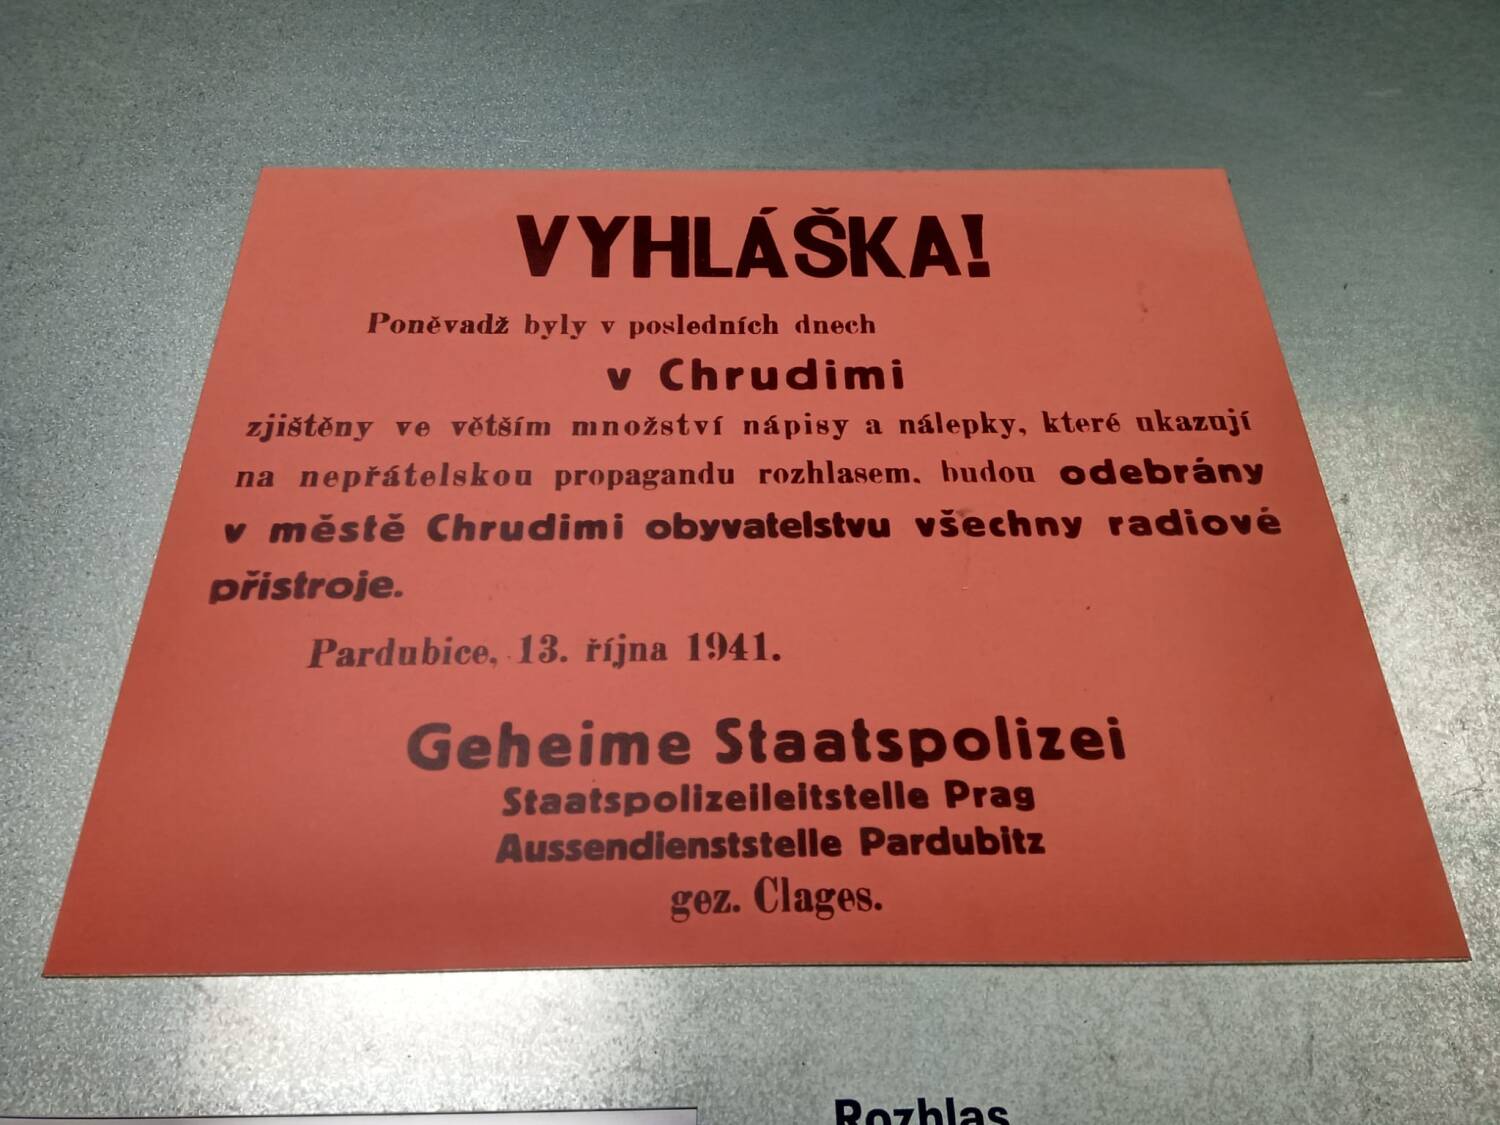 VYHLÁŠKA!
Poněvadž byly v posledních dnech
v Chrudimi
zjištěny ve větším množství nápisy a nálepky, které ukazují
na nepřátelskou propagandu rozhlasem, budou odebrány
v městě Chrudimi obyvatelstvu všechny radiové
přistroje.
Pardubice, 13. října 1941.
Geheime Staatspolizei
Staatspolizeileitstelle Prag
Aussendienststelle Pardubitz
gez. Clages.
Rozhlas